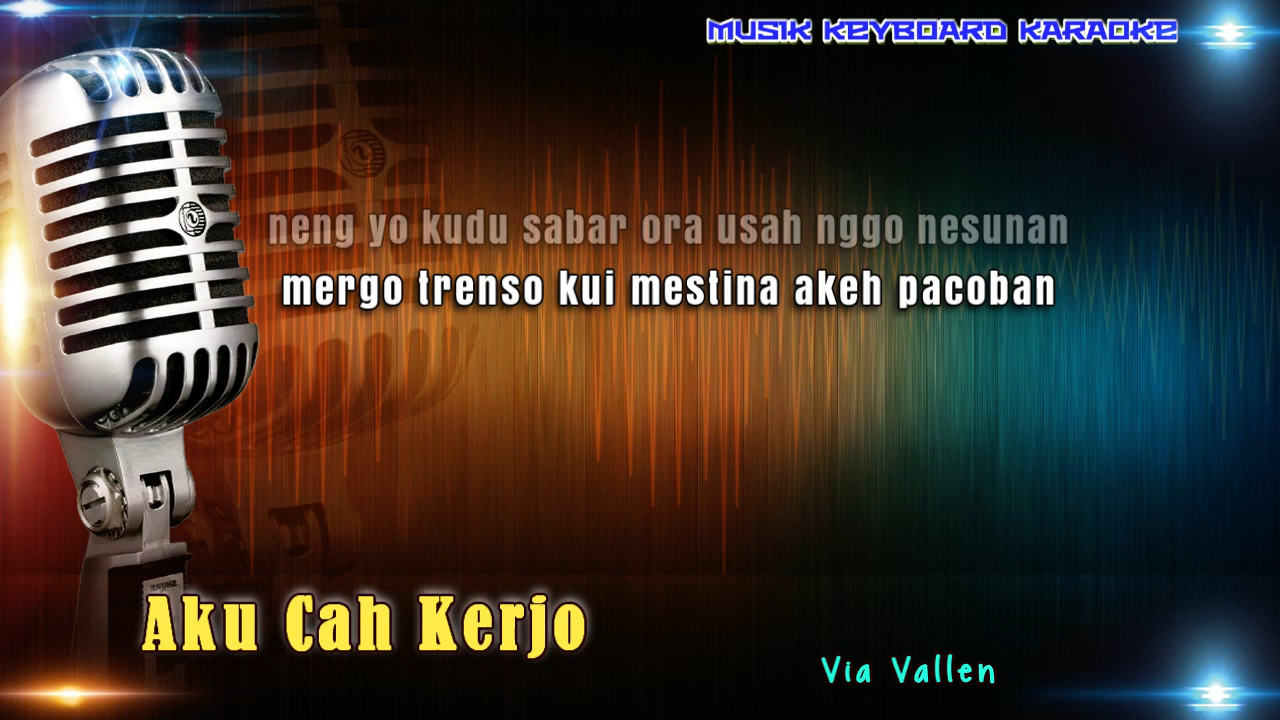 MUSIK KEYBOARD KARAOKE
neng yo kudu sabar ora usah nggo nesunan
mergo trenso kui mestina akeh pacoban
Aku Cah Kerjo
Via Vallen